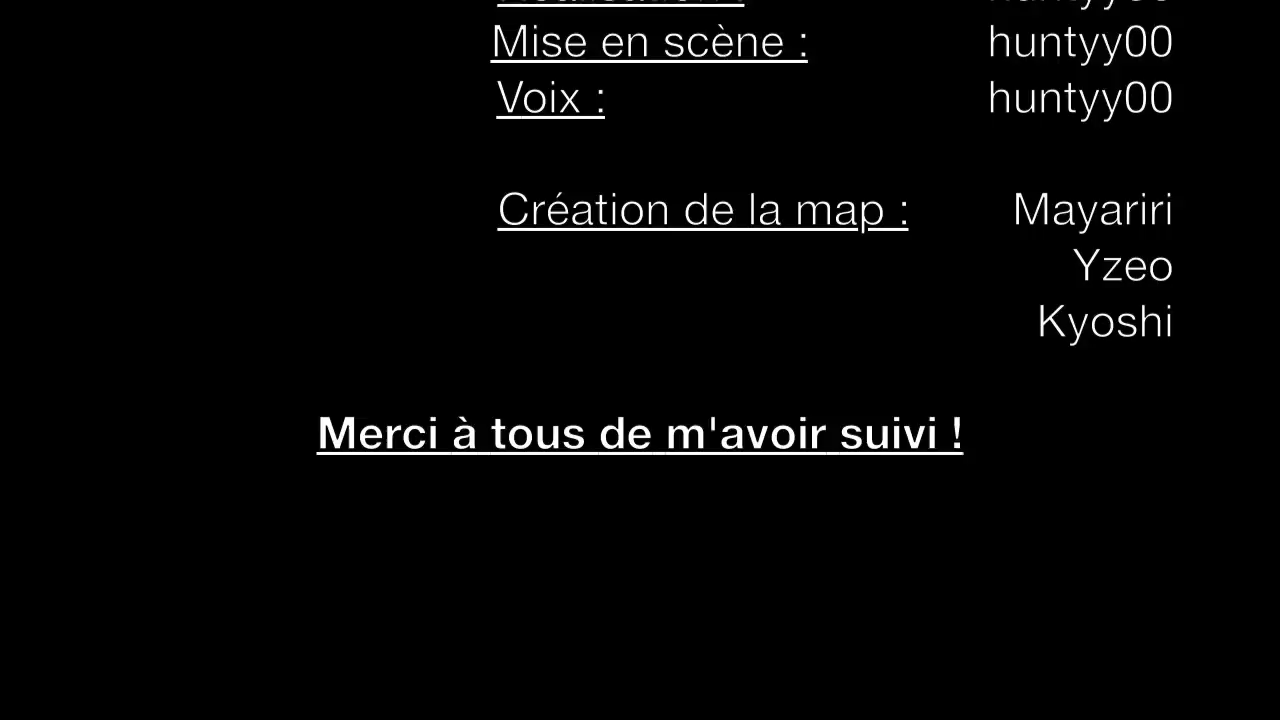 Mise en scène : huntyy00
Voix : huntyy00
Création de la map : Mayariri
Yzeo
Kyoshi
Merci à tous de m'avoir suivi !